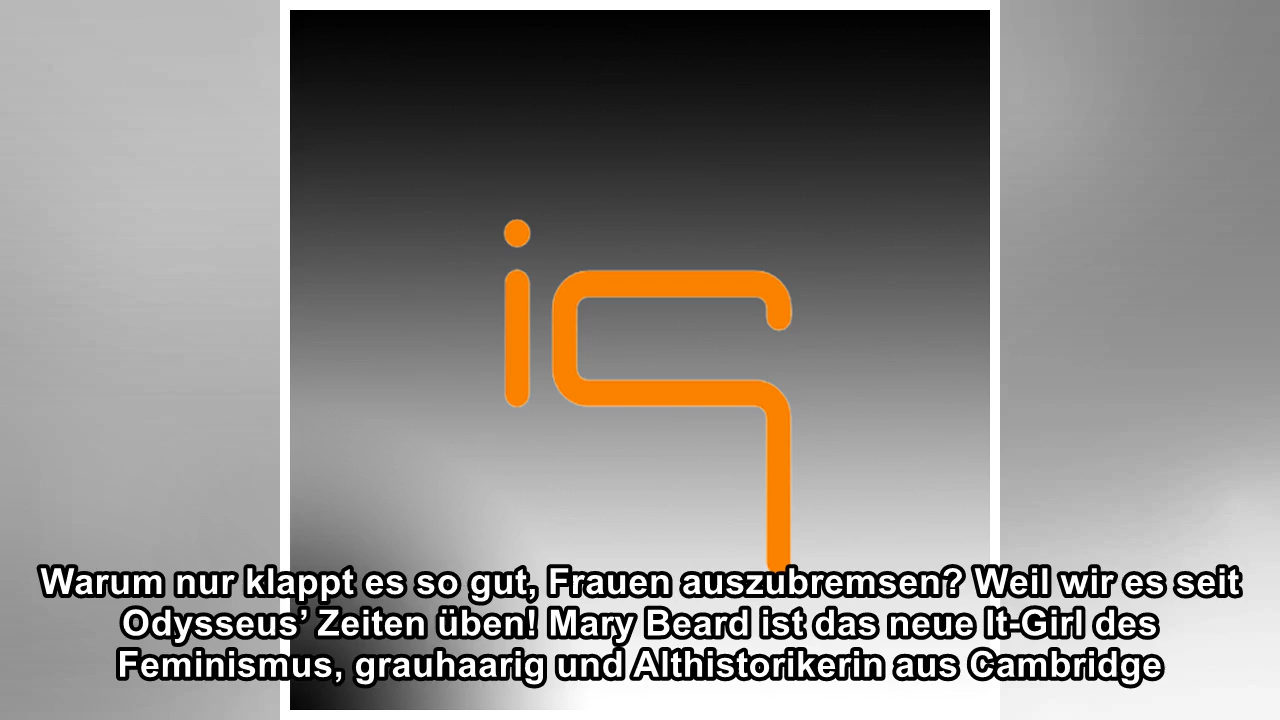 iq
Warum nur klappt es so gut, Frauen auszubremsen? Weil wir es seit
Odysseus’ Zeiten üben! Mary Beard ist das neue It-Girl des
Feminismus, grauhaarig und Althistorikerin aus Cambridge